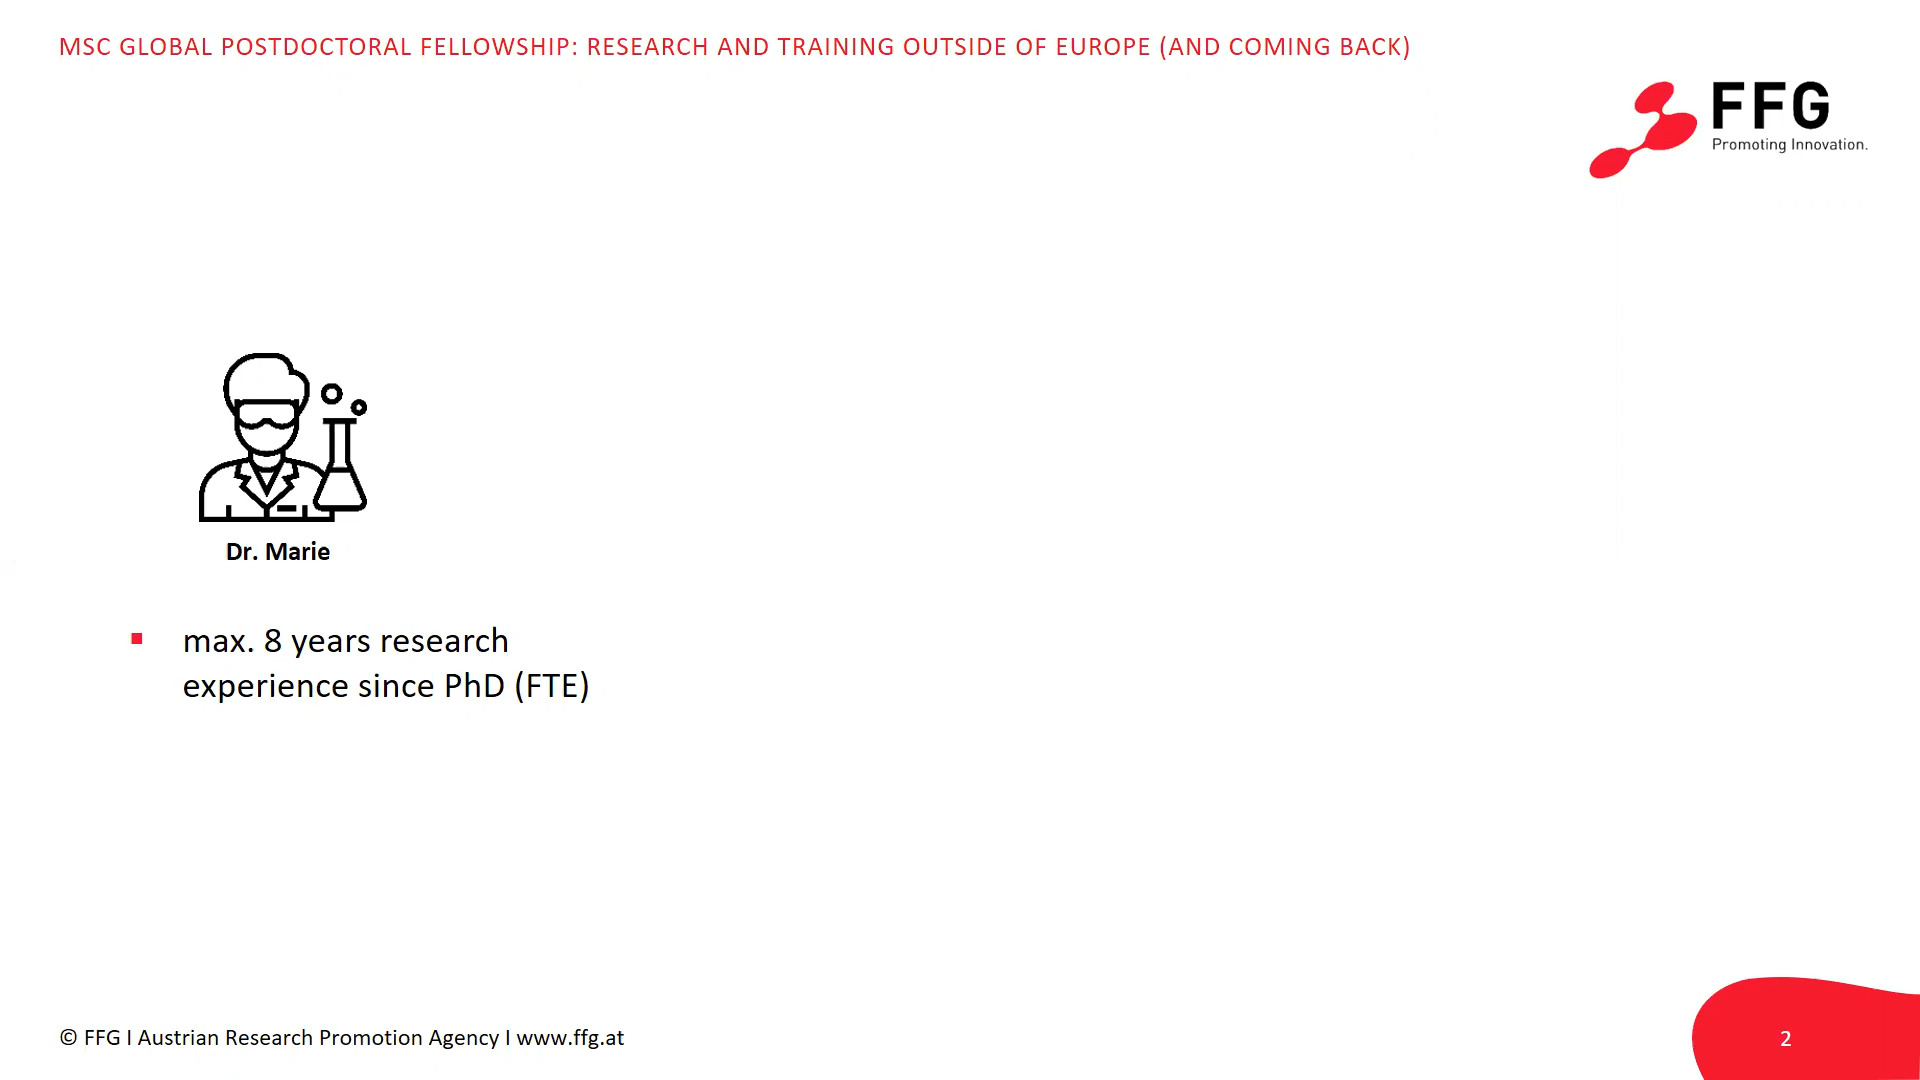 MSC GLOBAL POSTDOCTORAL FELLOWSHIP: RESEARCH AND TRAINING OUTSIDE OF EUROPE (AND COMING BACK)
FFG
Promoting Innovation.
Dr. Marie
▪ max. 8 years research
experience since PhD (FTE)
© FFG I Austrian Research Promotion Agency I www.ffg.at
2